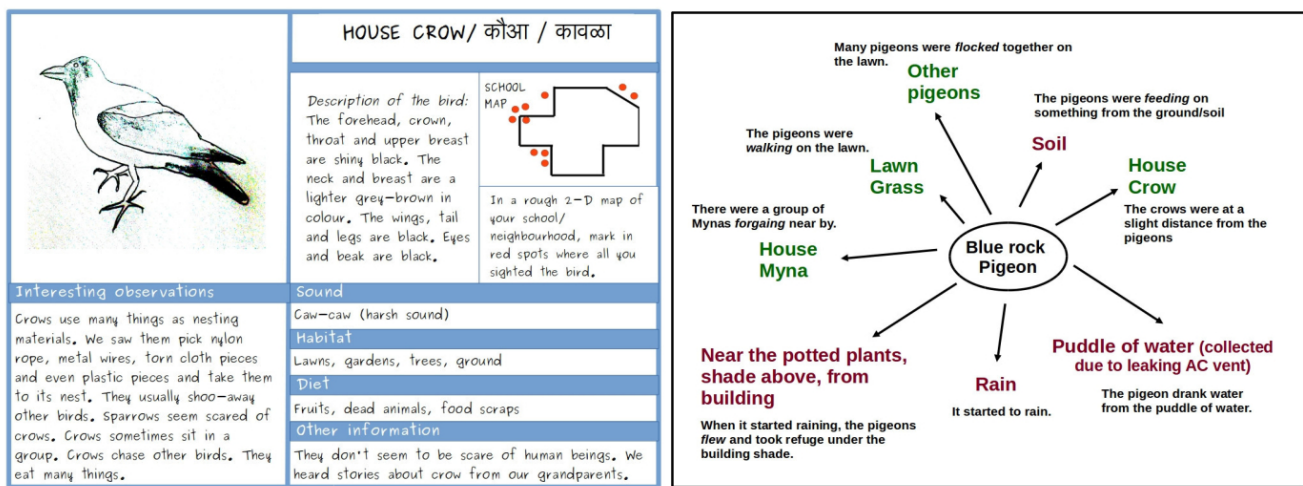 HOUSE CROW/ कौआ / कावळा
Description of the bird:
The forehead, crown,
throat and upper breast
are shiny black. The
neck and breast are a
lighter grey-brown in
colour. The wings, tail
and legs are black. Eyes
and beak are black.
SCHOOL
MAP
In a rough 2-D map of
your school/
neighbourhood, mark in
red spots where all you
sighted the bird.
Interesting observations
Crows use many things as nesting
materials. We saw them pick nylon
rope, metal wires, torn cloth pieces
and even plastic pieces and take them
to its nest. They usually shoo-away
other birds. Sparrows seem scared of
crows. Crows sometimes sit in a
group. Crows chase other birds. They
eat many things.
Sound
Caw-caw (harsh sound)
Habitat
Lawns, gardens, trees, ground
Diet
Fruits, dead animals, food scraps
Other information
They don't seem to be scare of human beings. We
heard stories about crow from our grandparents.
Many pigeons were flocked together on
the lawn.
Other
pigeons
The pigeons were feeding on
something from the ground/soil
Soil
The pigeons were
walking on the lawn.
Lawn
Grass
House
Crow
The crows were at a
slight distance from the
pigeons
There were a group of
Mynas forgaing near by.
House
Myna
Blue rock
Pigeon
Near the potted plants,
shade above, from
building
When it started raining, the pigeons
flew and took refuge under the
building shade.
Rain
It started to rain.
Puddle of water (collected
due to leaking AC vent)
The pigeon drank water
from the puddle of water.